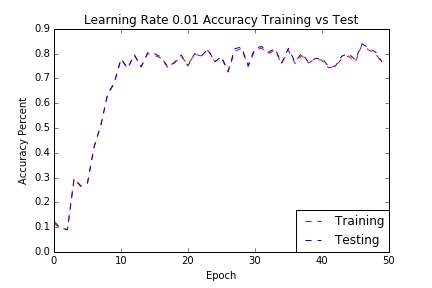 Learning Rate 0.01 Accuracy Training vs Test
0.9
0.8
0.7
0.6
0.5
0.4
0.3
0.2
0.1
0.0
Accuracy Percent
0 10 20 30 40 50
Epoch
Training
Testing